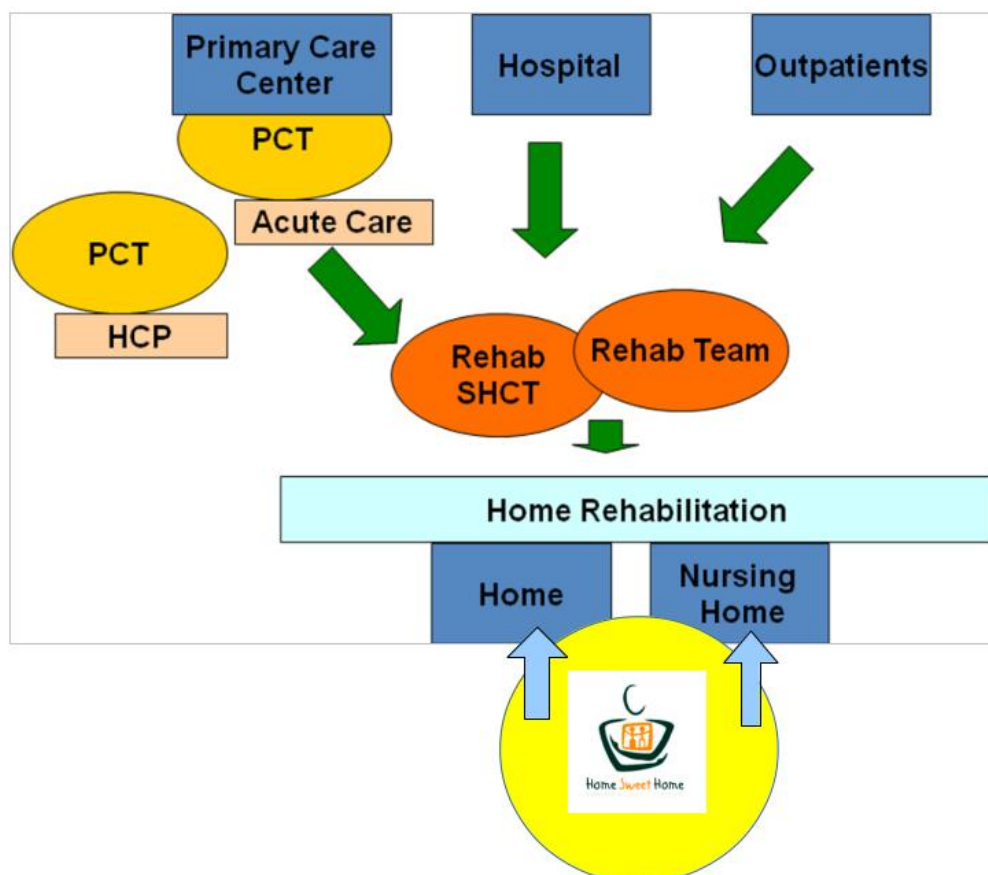 Primary Care
Center
Hospital
Outpatients
PCT
Acute Care
PCT
HCP
Rehab
SHCT
Rehab Team
Home Rehabilitation
Home
Nursing
Home
Home Sweet Home